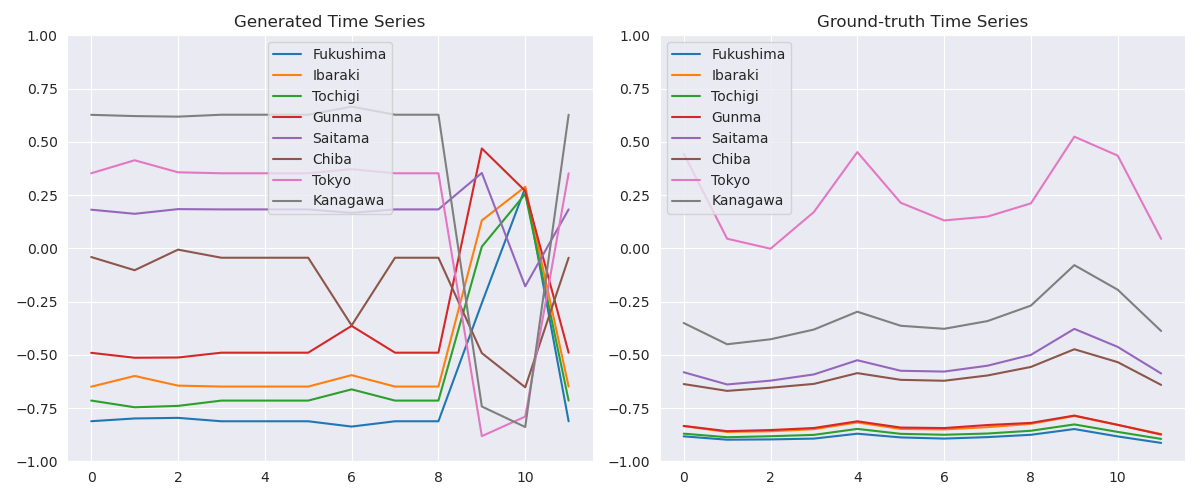 Generated Time Series
1.00
0.75
0.50
0.25
0.00
−0.25
−0.50
−0.75
−1.00
0 2 4 6 8 10
Fukushima
Ibaraki
Tochigi
Gunma
Saitama
Chiba
Tokyo
Kanagawa
Ground-truth Time Series
1.00
0.75
0.50
0.25
0.00
−0.25
−0.50
−0.75
−1.00
0 2 4 6 8 10
Fukushima
Ibaraki
Tochigi
Gunma
Saitama
Chiba
Tokyo
Kanagawa